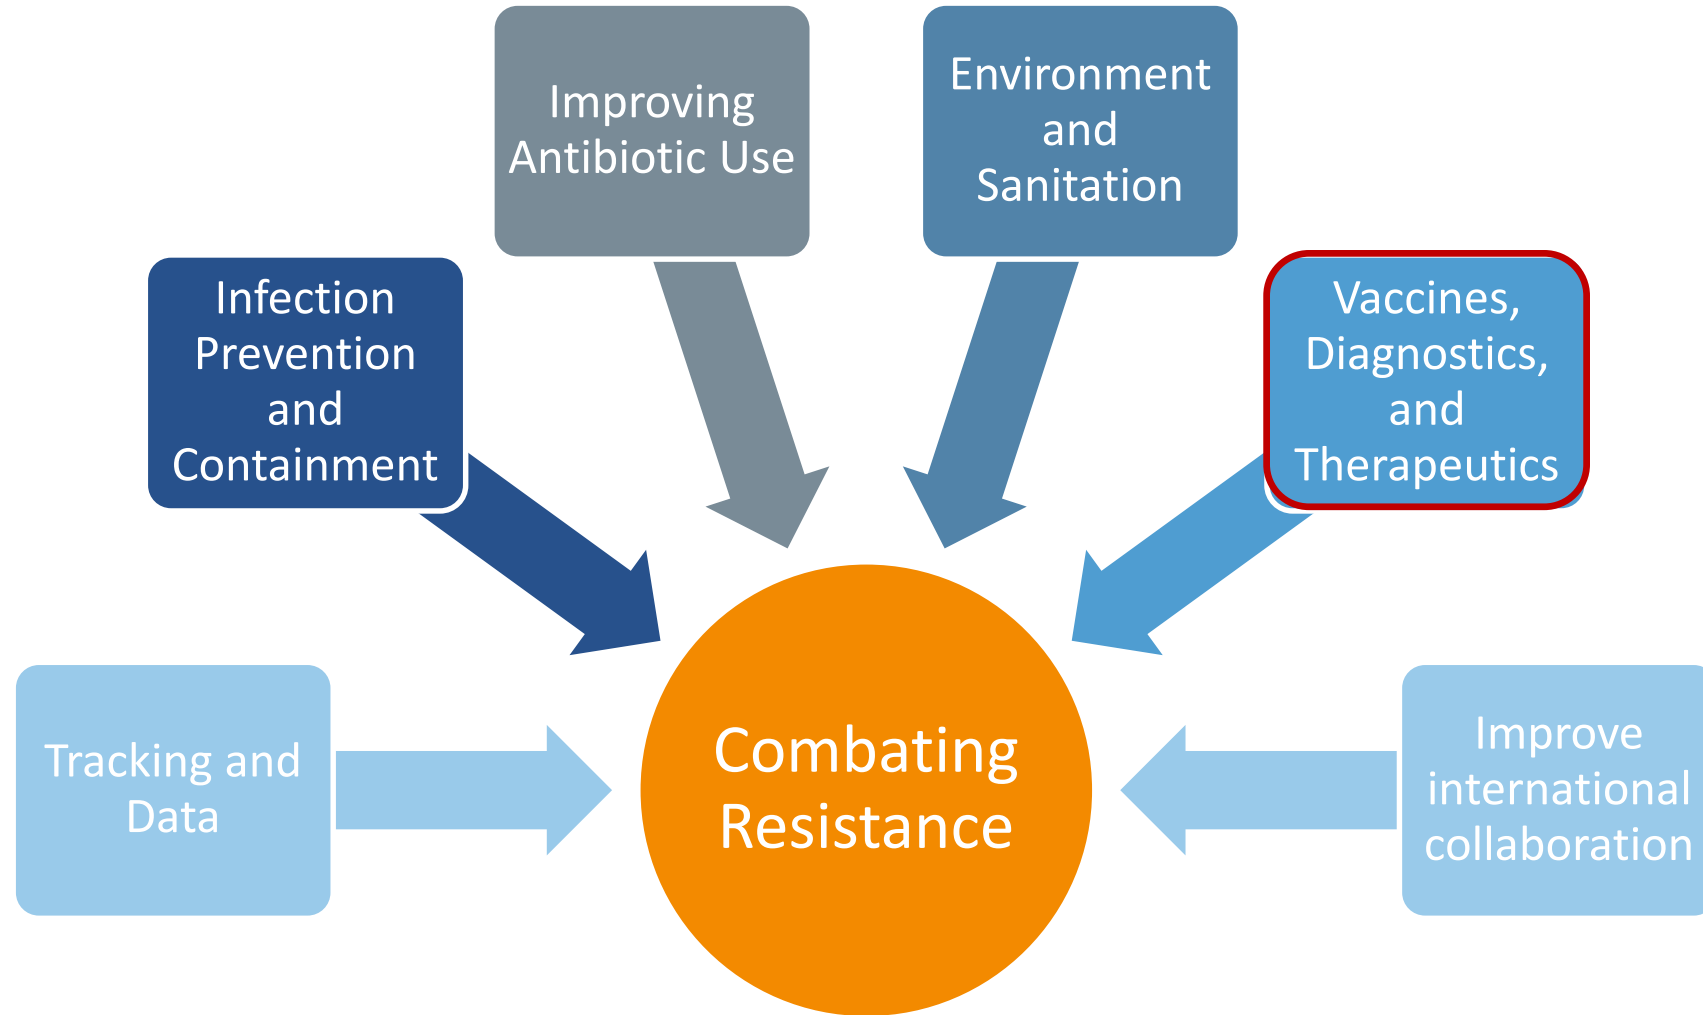 Improving
Antibiotic Use
Environment
and
Sanitation
Infection
Prevention
and
Containment
Vaccines,
Diagnostics,
and
Therapeutics
Tracking and
Data
Combating
Resistance
Improve
international
collaboration